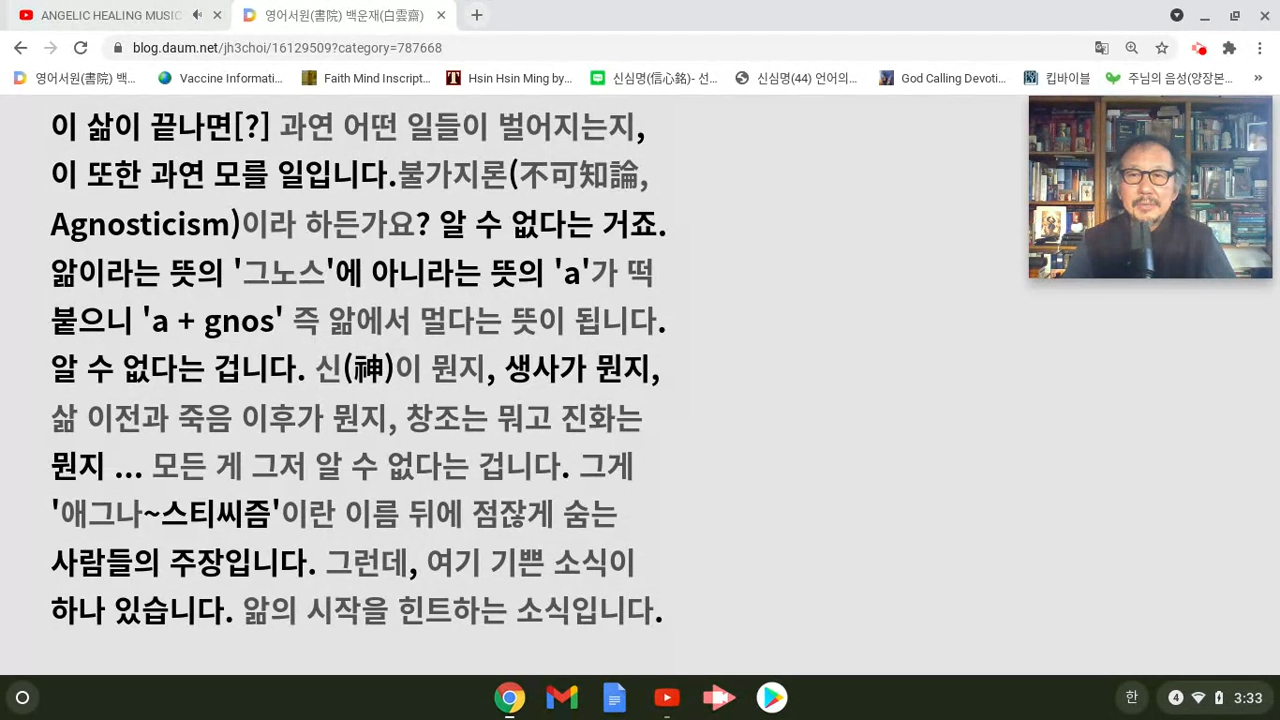 ANGELIC HEALING MUSIC
영어서원(書院) 백운재(白雲齋)
blog.daum.net/jh3choi/16129509?category=787668
영어서원(書院) 백...
Vaccine Informati...
Faith Mind Inscript...
Hsin Hsin Ming by...
신심명(信心銘)- 선...
신심명(44) 언어의...
God Calling Devoti...
킵바이블
주님의 음성(양장본...
»
이 삶이 끝나면[?] 과연 어떤 일들이 벌어지는지,
이 또한 과연 모를 일입니다.불가지론(不可知論,
Agnosticism)이라 하든가요? 알 수 없다는 거죠.
앎이라는 뜻의 '그노스'에 아니라는 뜻의 'a'가 떡
붙으니 'a + gnos' 즉 앎에서 멀다는 뜻이 됩니다.
알 수 없다는 겁니다. 신(神)이 뭔지, 생사가 뭔지,
삶 이전과 죽음 이후가 뭔지, 창조는 뭐고 진화는
뭔지 ... 모든 게 그저 알 수 없다는 겁니다. 그게
'애그나~스티씨즘'이란 이름 뒤에 점잖게 숨는
사람들의 주장입니다. 그런데, 여기 기쁜 소식이
하나 있습니다. 앎의 시작을 힌트하는 소식입니다.
한
4
3:33